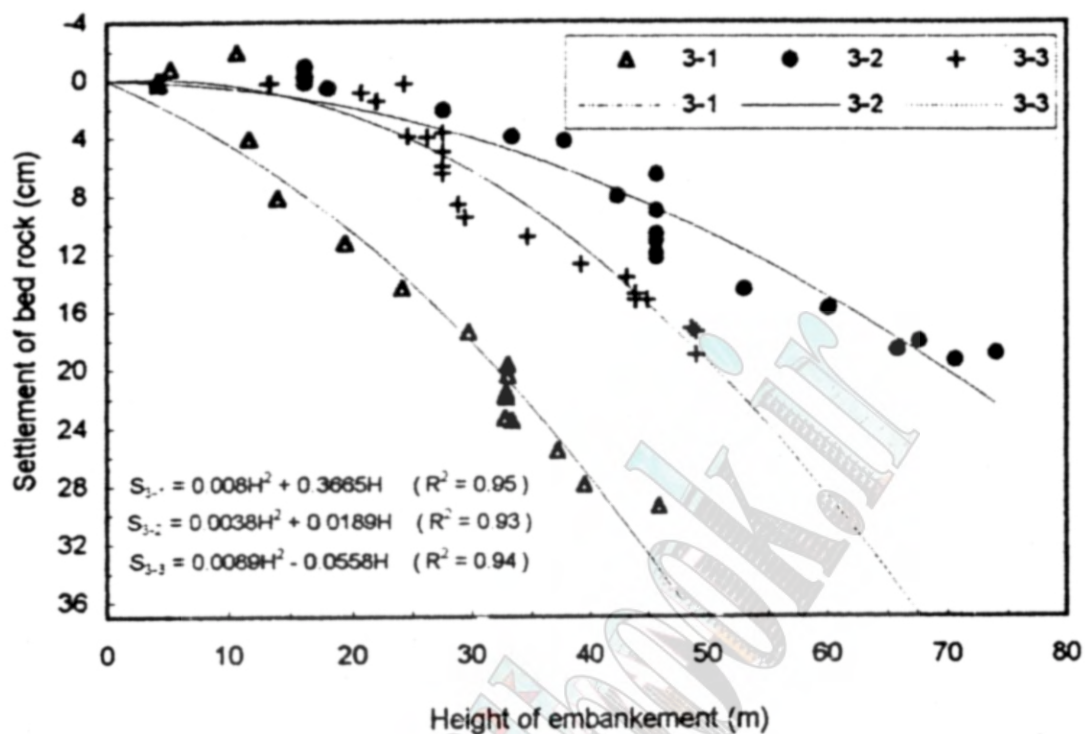 3-1 3-2 3-3
3-1 3-2 3-3
-4
0
4
8
12
16
20
24
28
32
36
Settlement of bed rock (cm)
S₃₋₁ = 0.008H² + 0.3665H (R² = 0.95)
S₃₋₂ = 0.0038H² + 0.0189H (R² = 0.93)
S₃₋₃ = 0.0089H² - 0.0558H (R² = 0.94)
0 10 20 30 40 50 60 70 80
Height of embankement (m)